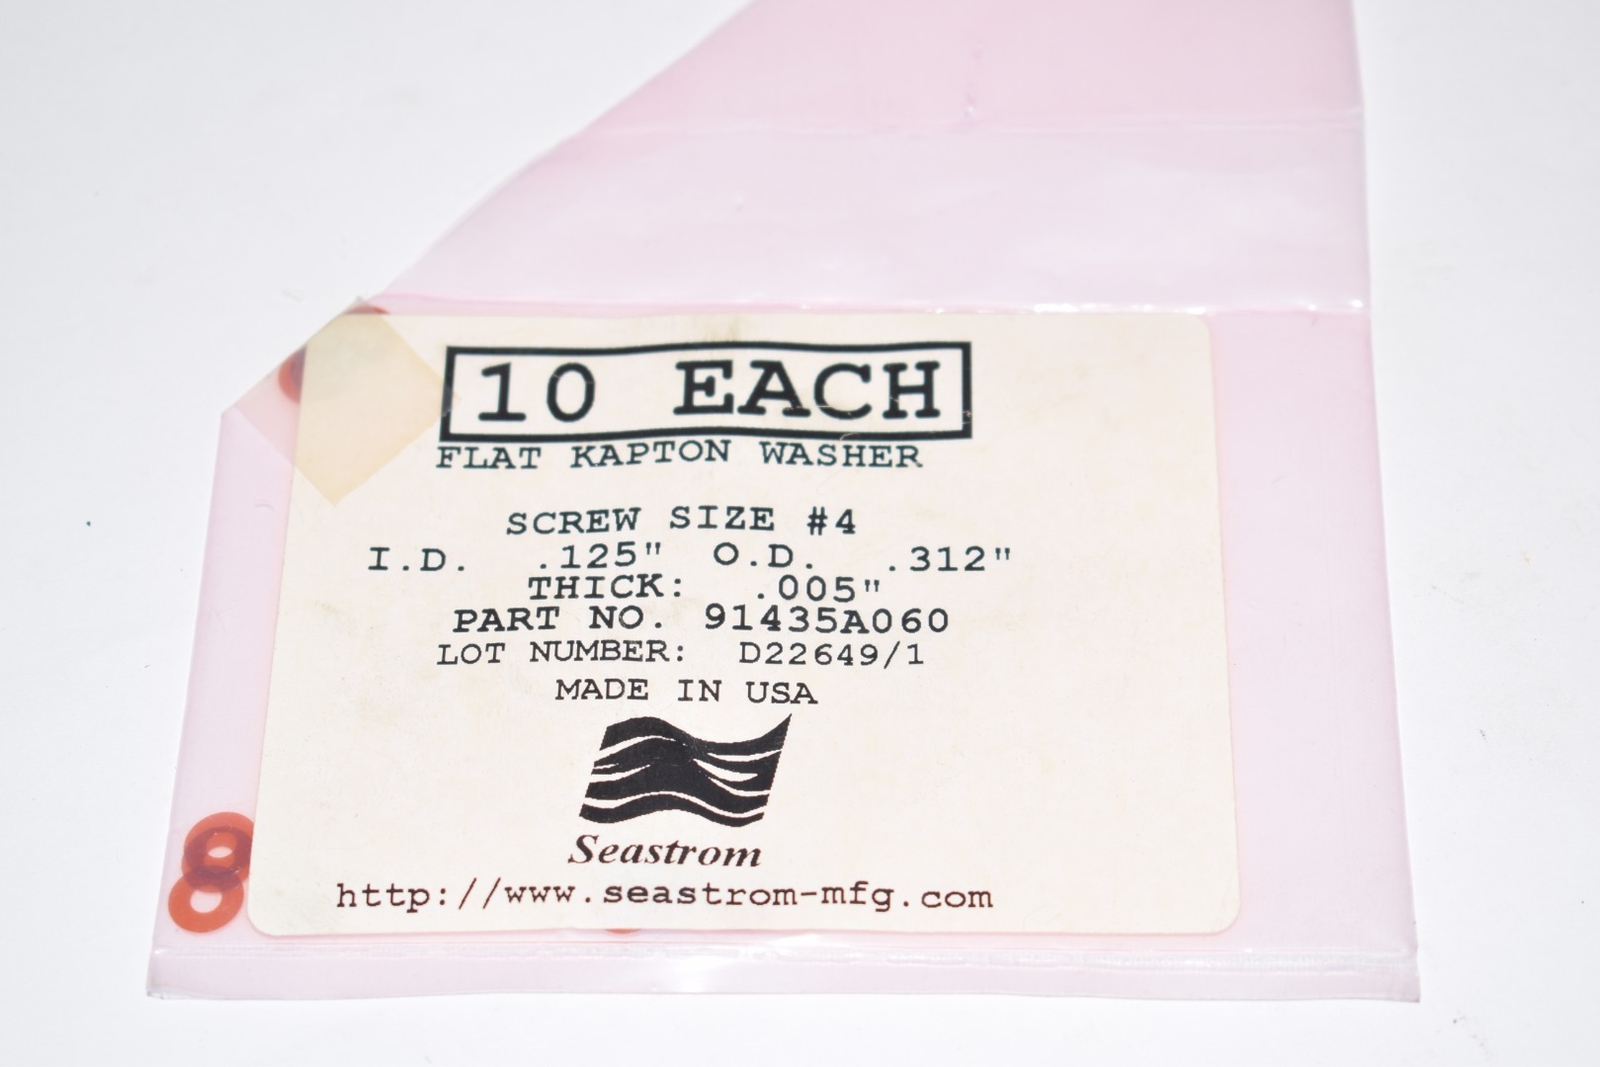 10 EACH
FLAT KAPTON WASHER
SCREW SIZE #4
I.D. .125" O.D. .312"
THICK: .005"
PART NO. 91435A060
LOT NUMBER: D22649/1
MADE IN USA
Seastrom
http://www.seastrom-mfg.com